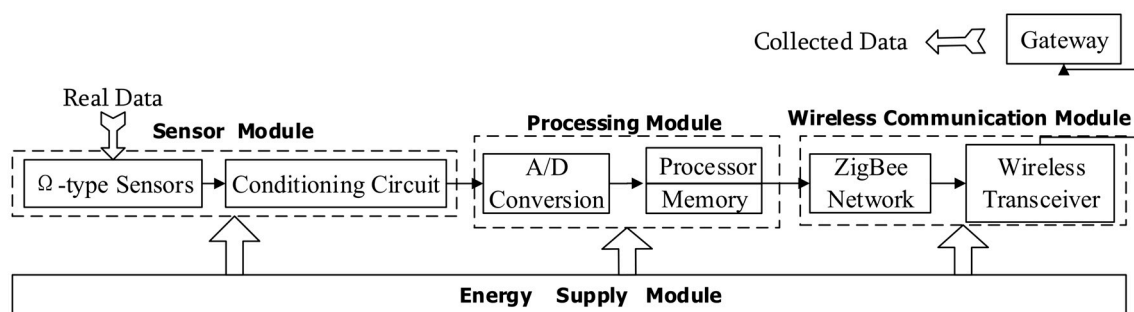 Collected Data
Gateway
Real Data
Sensor Module
Processing Module
Wireless Communication Module
Ω-type Sensors
Conditioning Circuit
A/D
Conversion
Processor
Memory
ZigBee
Network
Wireless
Transceiver
Energy Supply Module